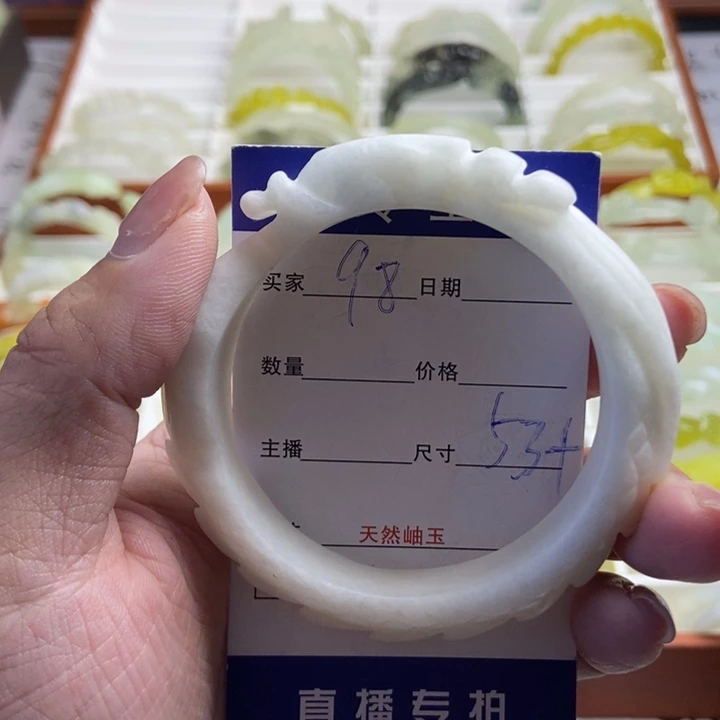 买家 98 日期
数量 价格
主播 尺寸 53+
天然岫玉
直播专拍